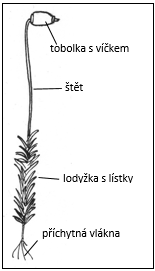 tobolka s víčkem
štět
lodyžka s lístky
příchytná vlákna